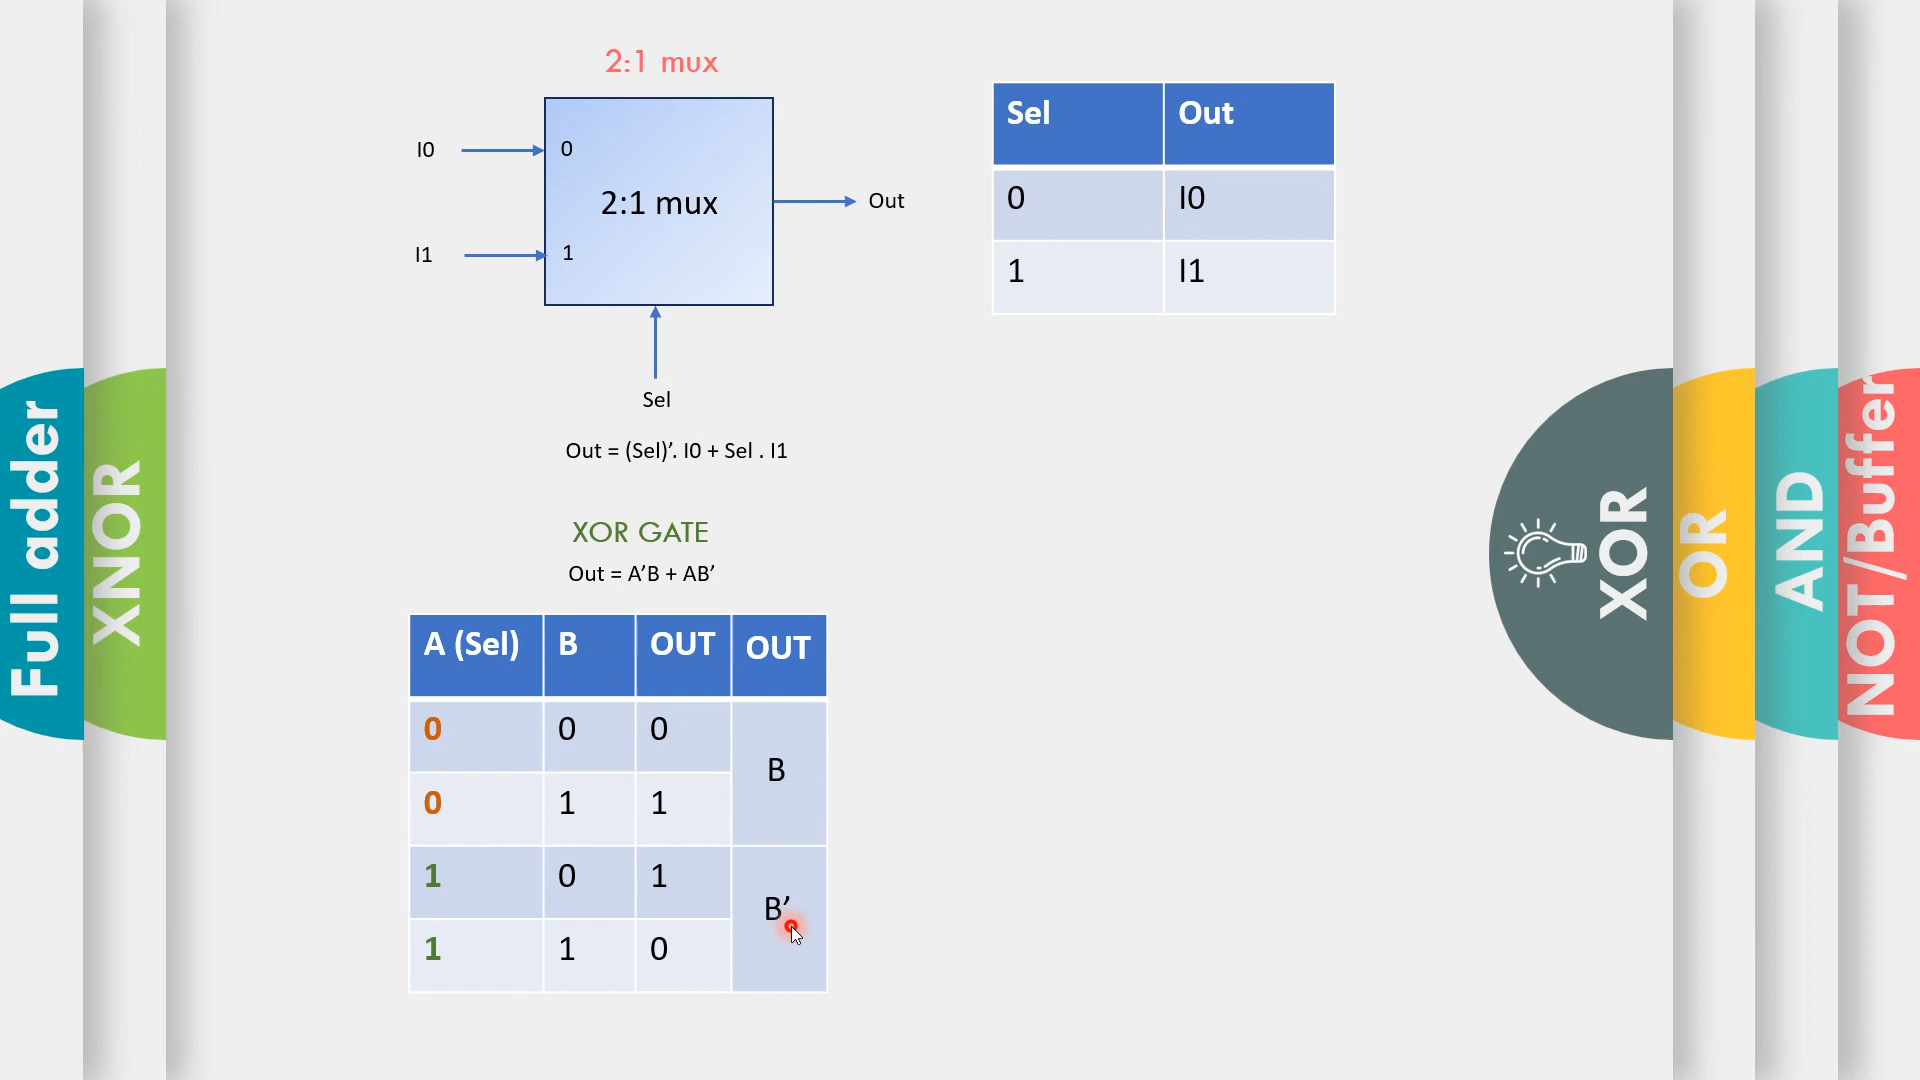 2:1 mux
I0
0
2:1 mux
Out
I1
1
Sel
Out = (Sel)’. I0 + Sel . I1
Sel Out
0 I0
1 I1
XOR GATE
Out = A’B + AB’
A (Sel) B OUT OUT
0 0 0 B
0 1 1
1 0 1 B’
1 1 0
Full adder
XNOR
XOR
OR
AND
NOT /Buffer